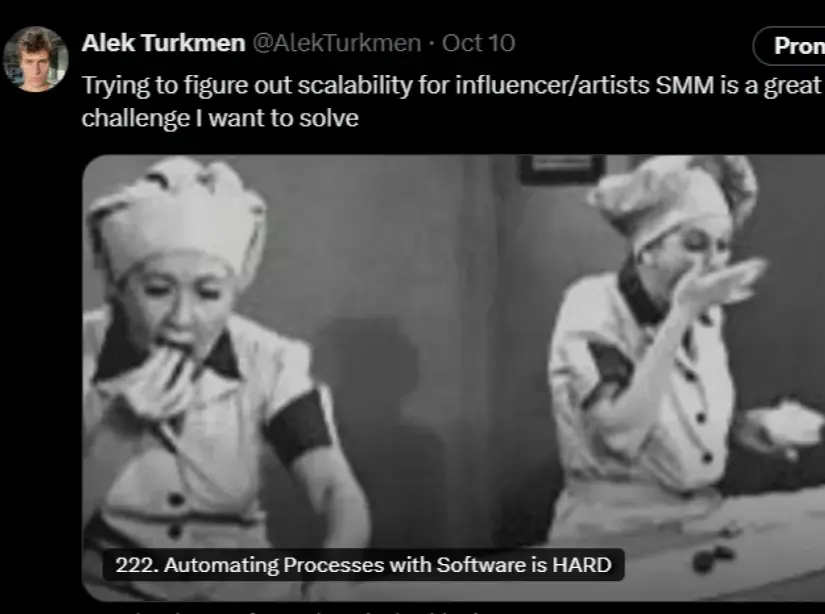 Alek Turkmen @AlekTurkmen · Oct 10
Pron
Trying to figure out scalability for influencer/artists SMM is a great
challenge I want to solve
222. Automating Processes with Software is HARD